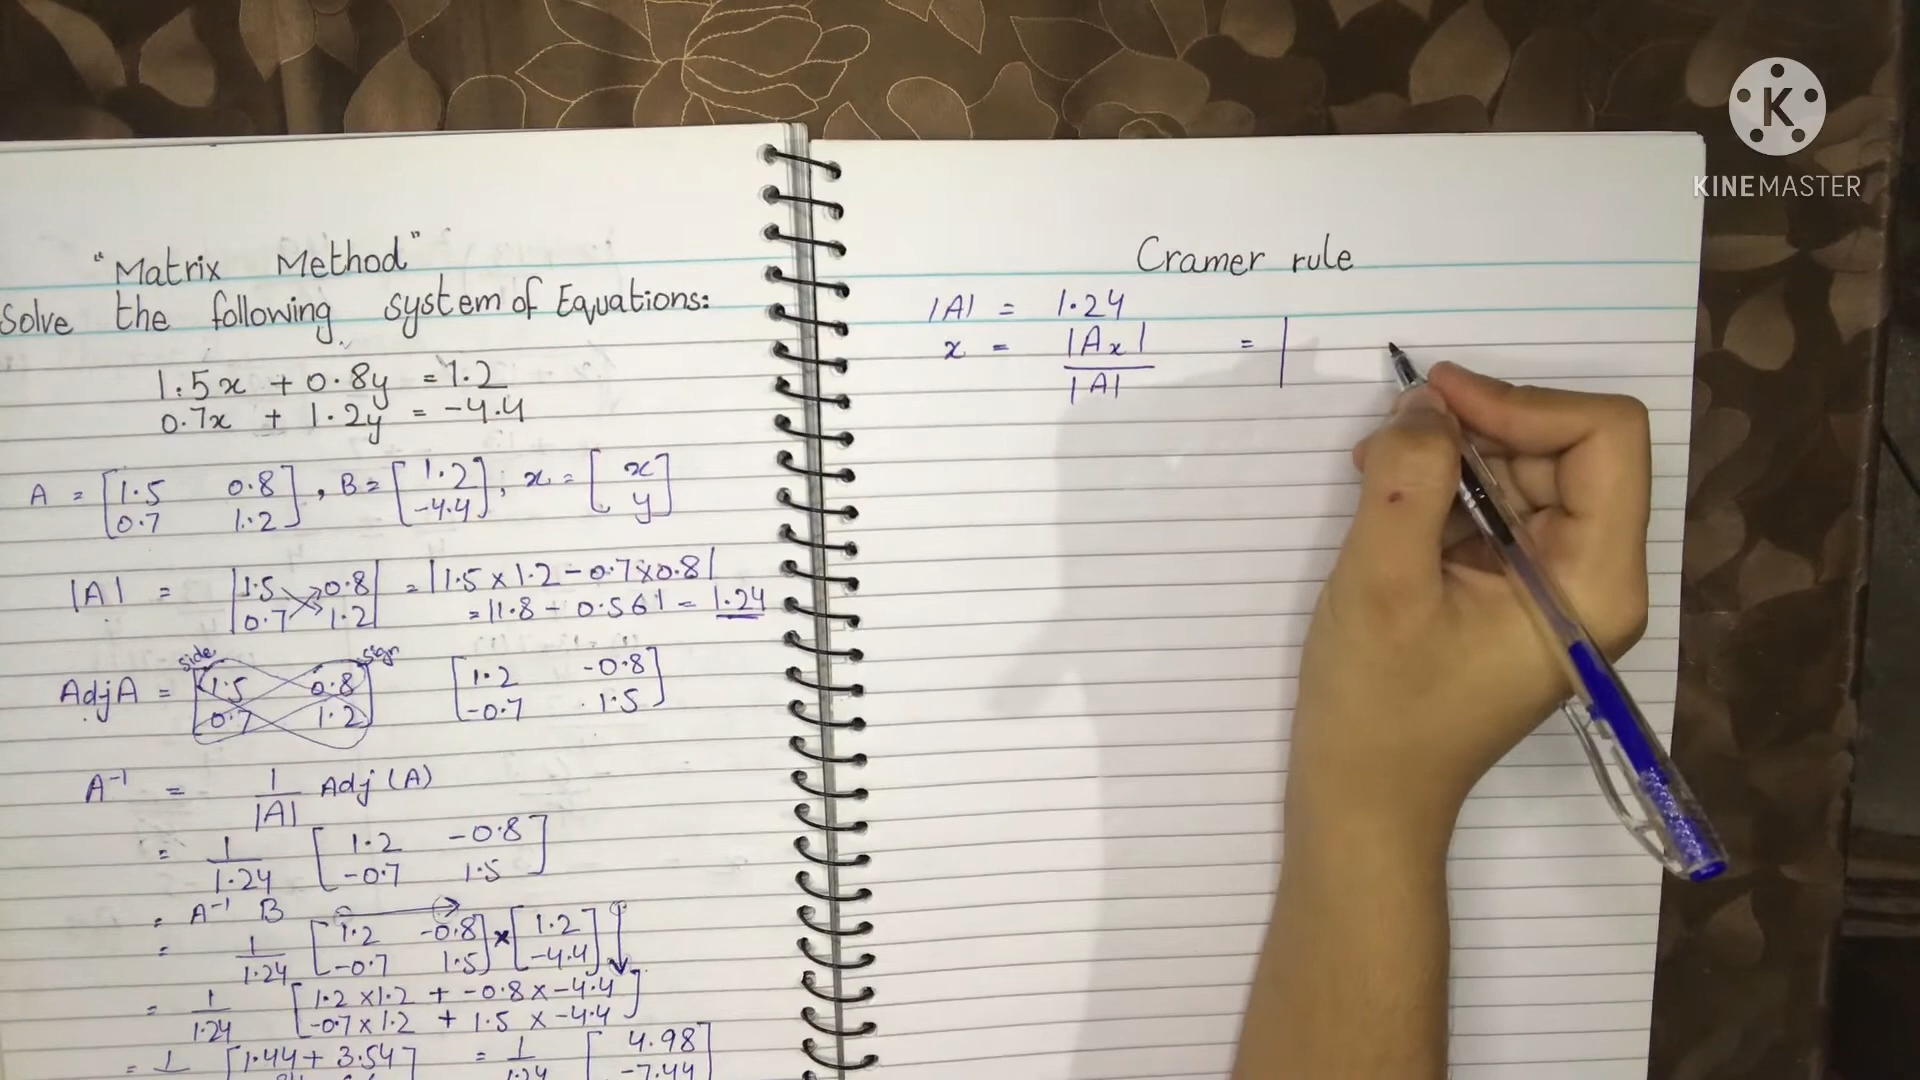 "Matrix Method"
Solve the following system of Equations:
1.5x + 0.8y = 1.2
0.7x + 1.2y = -4.4
A = [1.5 0.8
0.7 1.2], B = [1.2
-4.4], x = [x
y]
|A| = |1.5 0.8
0.7 1.2| = |1.5 × 1.2 - 0.7 × 0.8|
= |1.8 - 0.56| = 1.24
side sign
Adj A = [1.5 0.8
0.7 1.2] [1.2 -0.8
-0.7 1.5]
A⁻¹ = 1/|A| Adj (A)
= 1/1.24 [1.2 -0.8
-0.7 1.5]
= A⁻¹ B
= 1/1.24 [1.2 -0.8
-0.7 1.5] × [1.2
-4.4]
= 1/1.24 [1.2 × 1.2 + -0.8 × -4.4
-0.7 × 1.2 + 1.5 × -4.4]
= 1 [1.44 + 3.54] = 1/1.24 [4.98
-7.44]
Cramer rule
|A| = 1.24
x = |Ax|/|A| = |
KINEMASTER